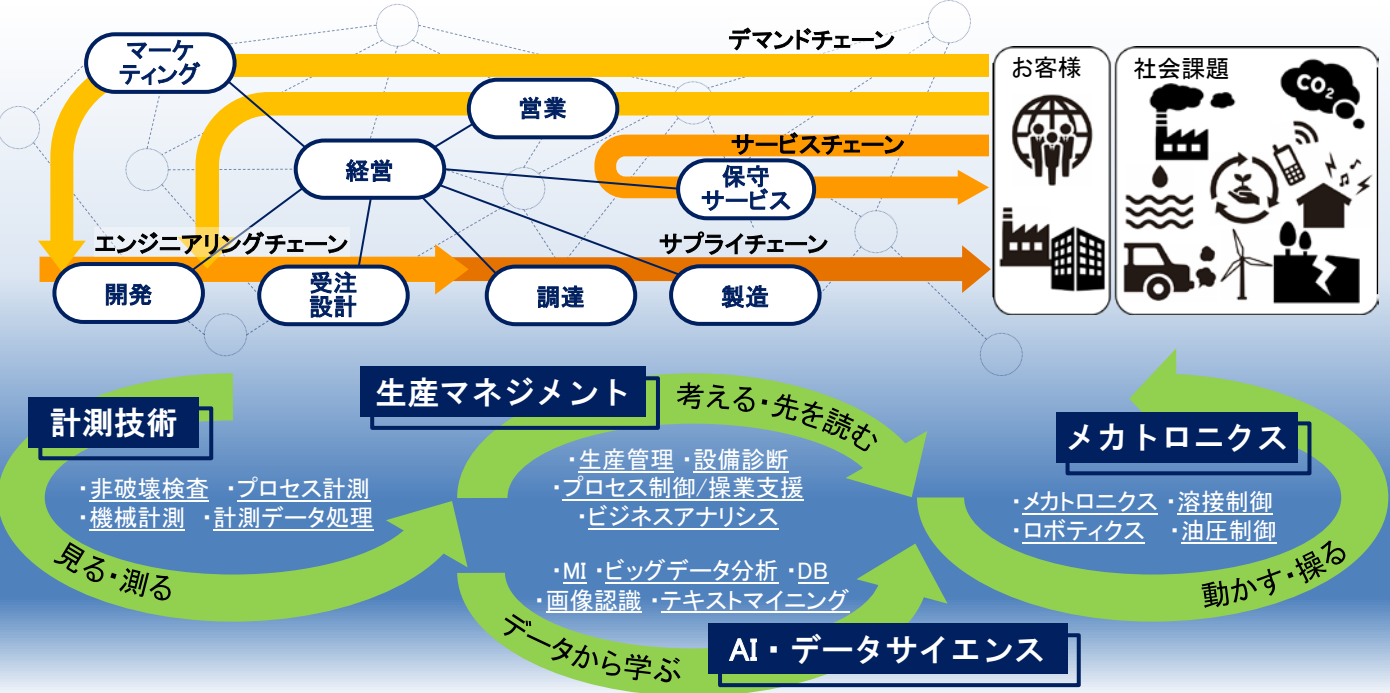 マーケ
ティング
デマンドチェーン
お客様
社会課題
CO2
営業
サービスチェーン
経営
保守
サービス
エンジニアリングチェーン
サプライチェーン
開発
受注
設計
調達
製造
生産マネジメント
考える・先を読む
計測技術
メカトロニクス
・非破壊検査 ・プロセス計測
・機械計測 ・計測データ処理
・生産管理 ・設備診断
・プロセス制御/操業支援
・ビジネスアナリシス
・メカトロニクス ・溶接制御
・ロボティクス ・油圧制御
見る・測る
・MI ・ビッグデータ分析 ・DB
・画像認識 ・テキストマイニング
動かす・操る
データから学ぶ
AI・データサイエンス